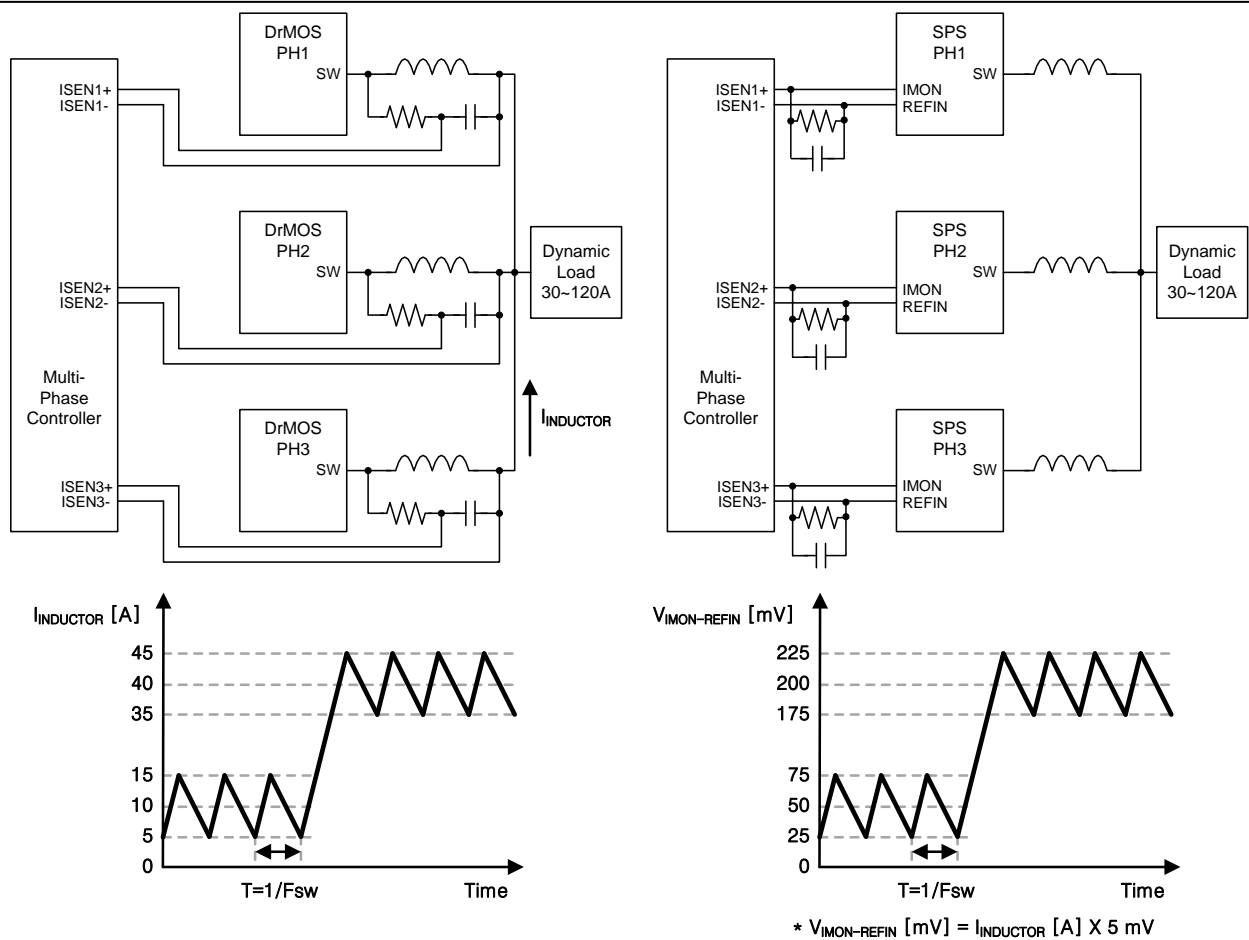 DrMOS
PH1
SW
ISEN1+
ISEN1-
DrMOS
PH2
SW
ISEN2+
ISEN2-
Dynamic
Load
30~120A
Multi-
Phase
Controller
IINDUCTOR
DrMOS
PH3
SW
ISEN3+
ISEN3-
SPS
PH1
SW
ISEN1+
ISEN1-
IMON
REFIN
SPS
PH2
SW
ISEN2+
ISEN2-
IMON
REFIN
Dynamic
Load
30~120A
Multi-
Phase
Controller
SPS
PH3
SW
ISEN3+
ISEN3-
IMON
REFIN
IINDUCTOR [A]
45
40
35
15
10
5
0
T=1/Fsw
Time
VIMON-REFIN [mV]
225
200
175
75
50
25
0
T=1/Fsw
Time
* VIMON-REFIN [mV] = IINDUCTOR [A] X 5 mV